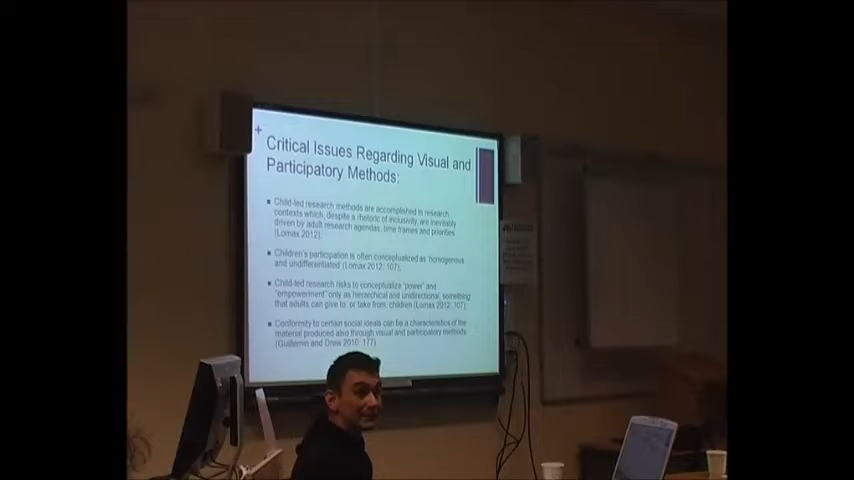 +
Critical Issues Regarding Visual and
Participatory Methods:
Child-led research methods are accomplished in research
contexts which, despite a rhetoric of inclusivity, are inevitably
driven by adult research agendas, time frames and priorities
(Lomax 2012).
Children's participation is often conceptualized as 'homogenous
and undifferentiated (Lomax 2012: 107).
Child-led research risks to conceptualize "power" and
"empowerment" only as hierarchical and unidirectional, something
that adults can give to, or take from, children (Lomax 2012: 107).
Conformity to certain social ideals can be a characteristics of the
material produced also through visual and participatory methods
(Guillemin and Drew 2010: 177)